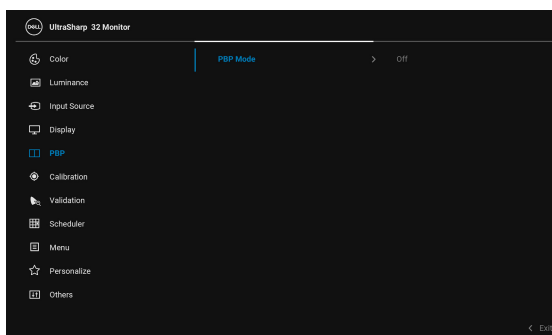 DELL UltraSharp 32 Monitor
Color
PBP Mode > Off
Luminance
Input Source
Display
PBP
Calibration
Validation
Scheduler
Menu
Personalize
Others
< Exit